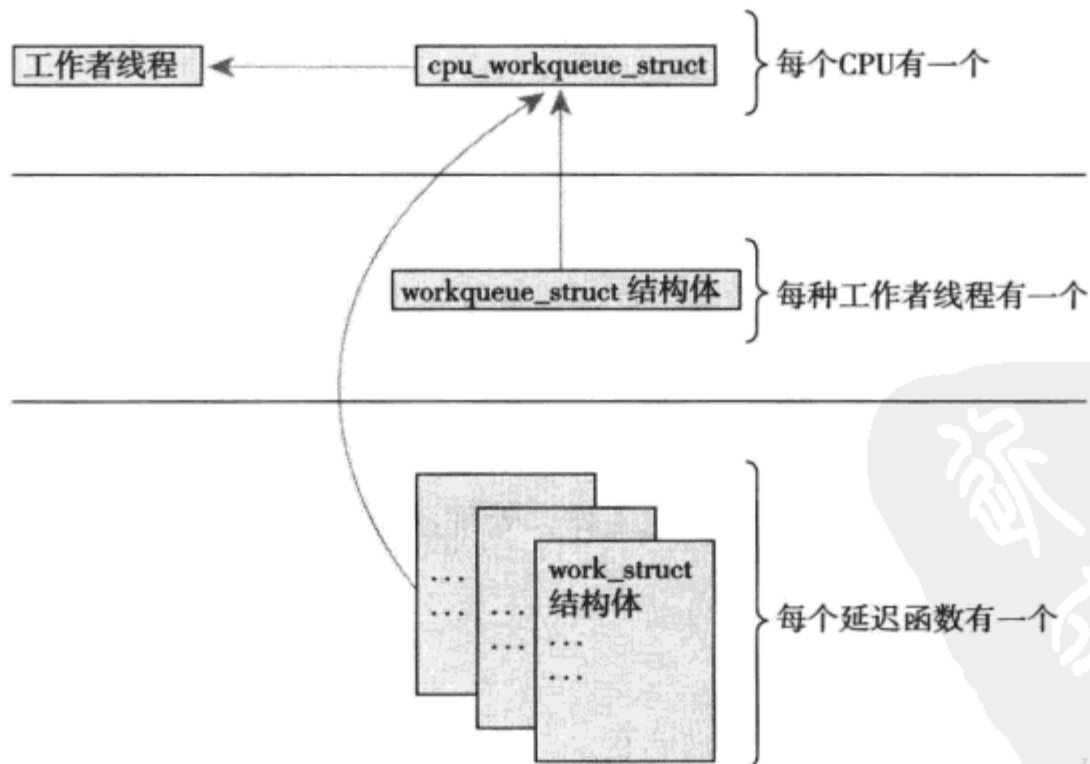 工作者线程
cpu_workqueue_struct
每个CPU有一个
workqueue_struct 结构体
每种工作者线程有一个
...
...
...
...
work_struct
结构体
...
...
每个延迟函数有一个